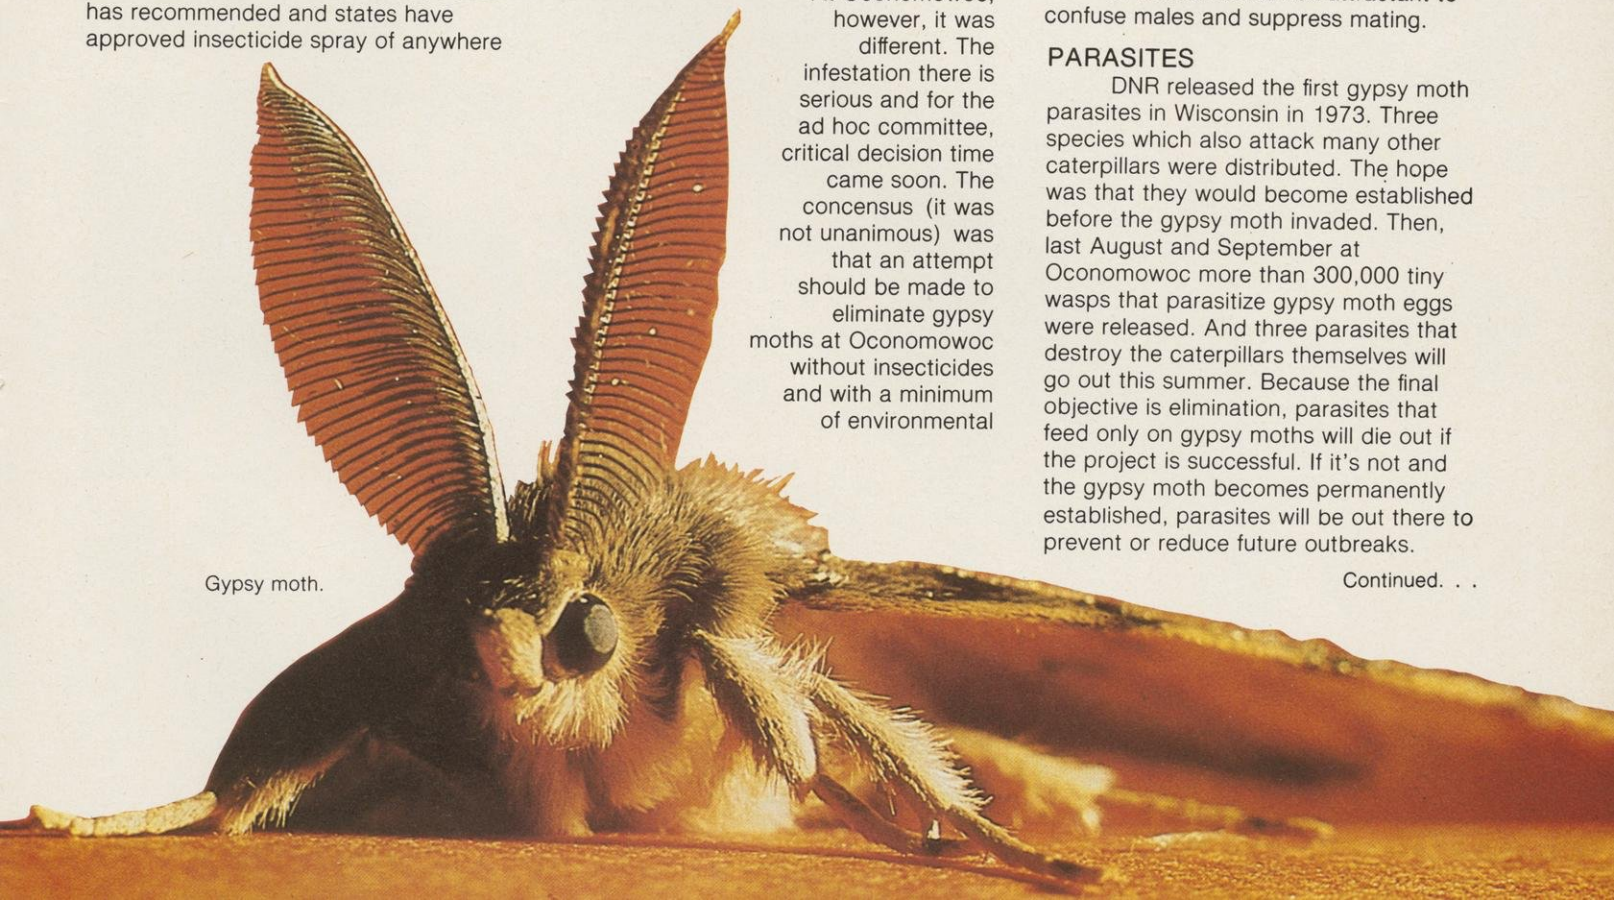 has recommended and states have
approved insecticide spray of anywhere
however, it was
different. The
infestation there is
serious and for the
ad hoc committee,
critical decision time
came soon. The
concensus (it was
not unanimous) was
that an attempt
should be made to
eliminate gypsy
moths at Oconomowoc
without insecticides
and with a minimum
of environmental
confuse males and suppress mating.
PARASITES
DNR released the first gypsy moth
parasites in Wisconsin in 1973. Three
species which also attack many other
caterpillars were distributed. The hope
was that they would become established
before the gypsy moth invaded. Then,
last August and September at
Oconomowoc more than 300,000 tiny
wasps that parasitize gypsy moth eggs
were released. And three parasites that
destroy the caterpillars themselves will
go out this summer. Because the final
objective is elimination, parasites that
feed only on gypsy moths will die out if
the project is successful. If it's not and
the gypsy moth becomes permanently
established, parasites will be out there to
prevent or reduce future outbreaks.
Continued. . .
Gypsy moth.